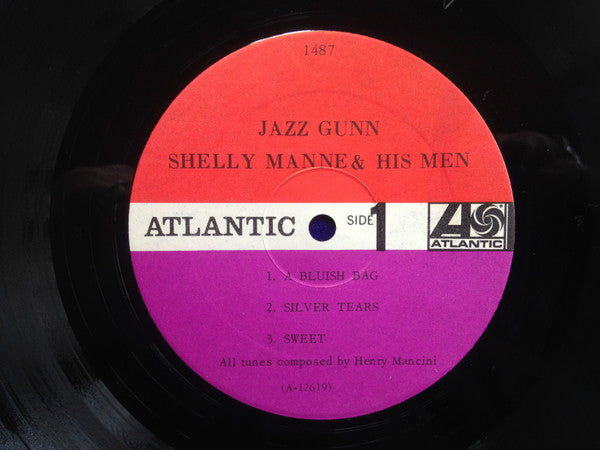 1487
JAZZ GUNN
SHELLY MANNE & HIS MEN
ATLANTIC SIDE 1 ATLANTIC
1. A BLUISH BAG
2. SILVER TEARS
3. SWEET
All tunes composed by Henry Mancini
(A-12619)